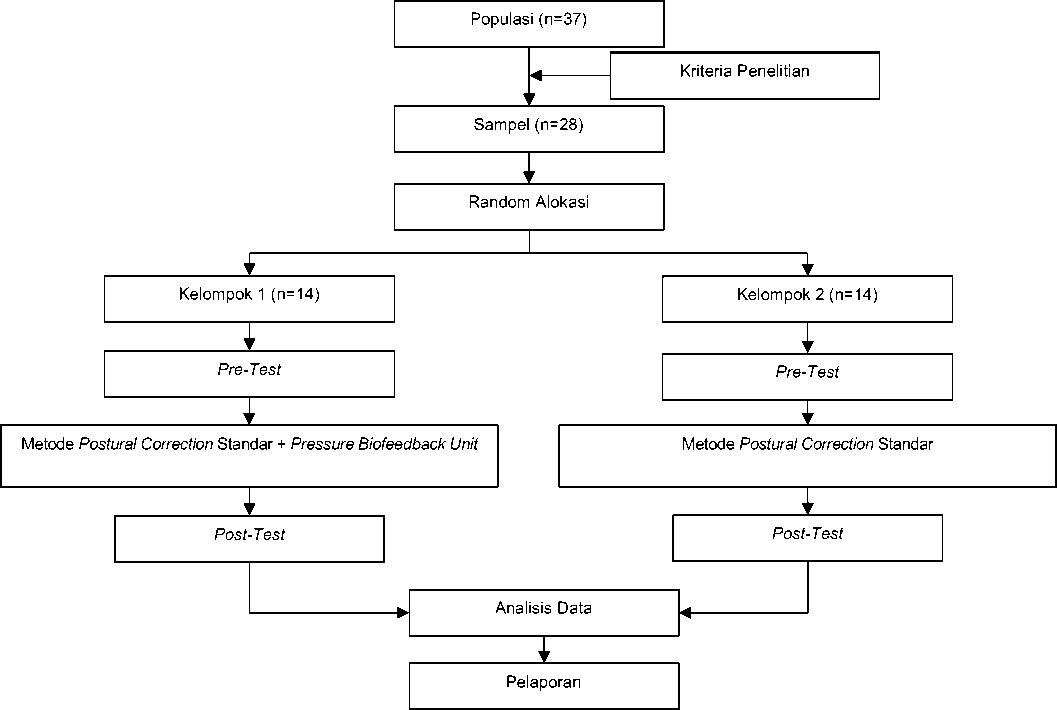 Populasi (n=37)
Kriteria Penelitian
Sampel (n=28)
Random Alokasi
Kelompok 1 (n=14)
Kelompok 2 (n=14)
Pre-Test
Pre-Test
Metode Postural Correction Standar + Pressure Biofeedback Unit
Metode Postural Correction Standar
Post-Test
Post-Test
Analisis Data
Pelaporan